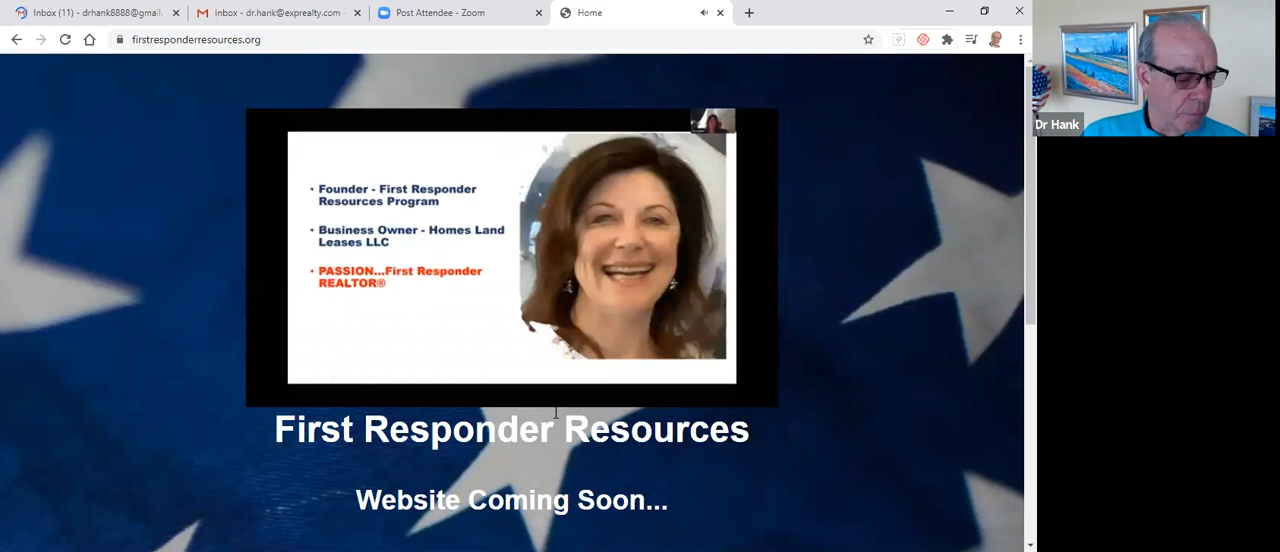 Inbox (11) - drhank8888@gmail.
Inbox - dr.hank@exprealty.com -
Post Attendee - Zoom
Home
firstresponderresources.org
Dr Hank
• Founder - First Responder
Resources Program
• Business Owner - Homes Land
Leases LLC
• PASSION...First Responder
REALTOR®
First Responder Resources
Website Coming Soon...